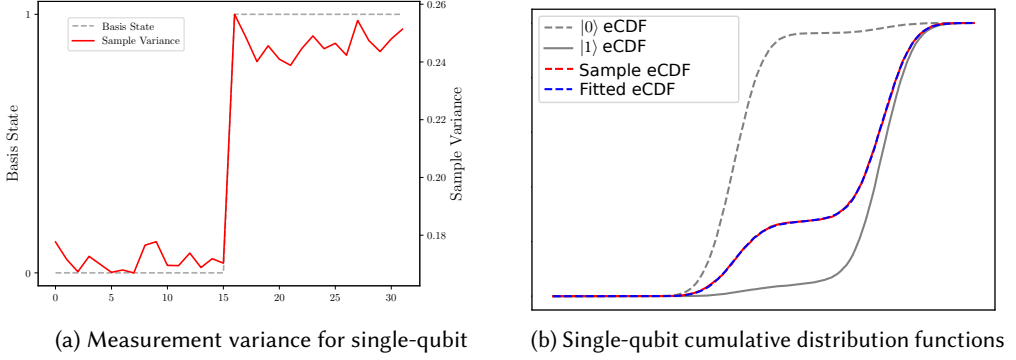 Basis State
Sample Variance
1
0
Basis State
0
5
10
15
20
25
30
0.26
0.24
0.22
0.20
0.18
Sample Variance
(a) Measurement variance for single-qubit
|0⟩ eCDF
|1⟩ eCDF
Sample eCDF
Fitted eCDF
(b) Single-qubit cumulative distribution functions